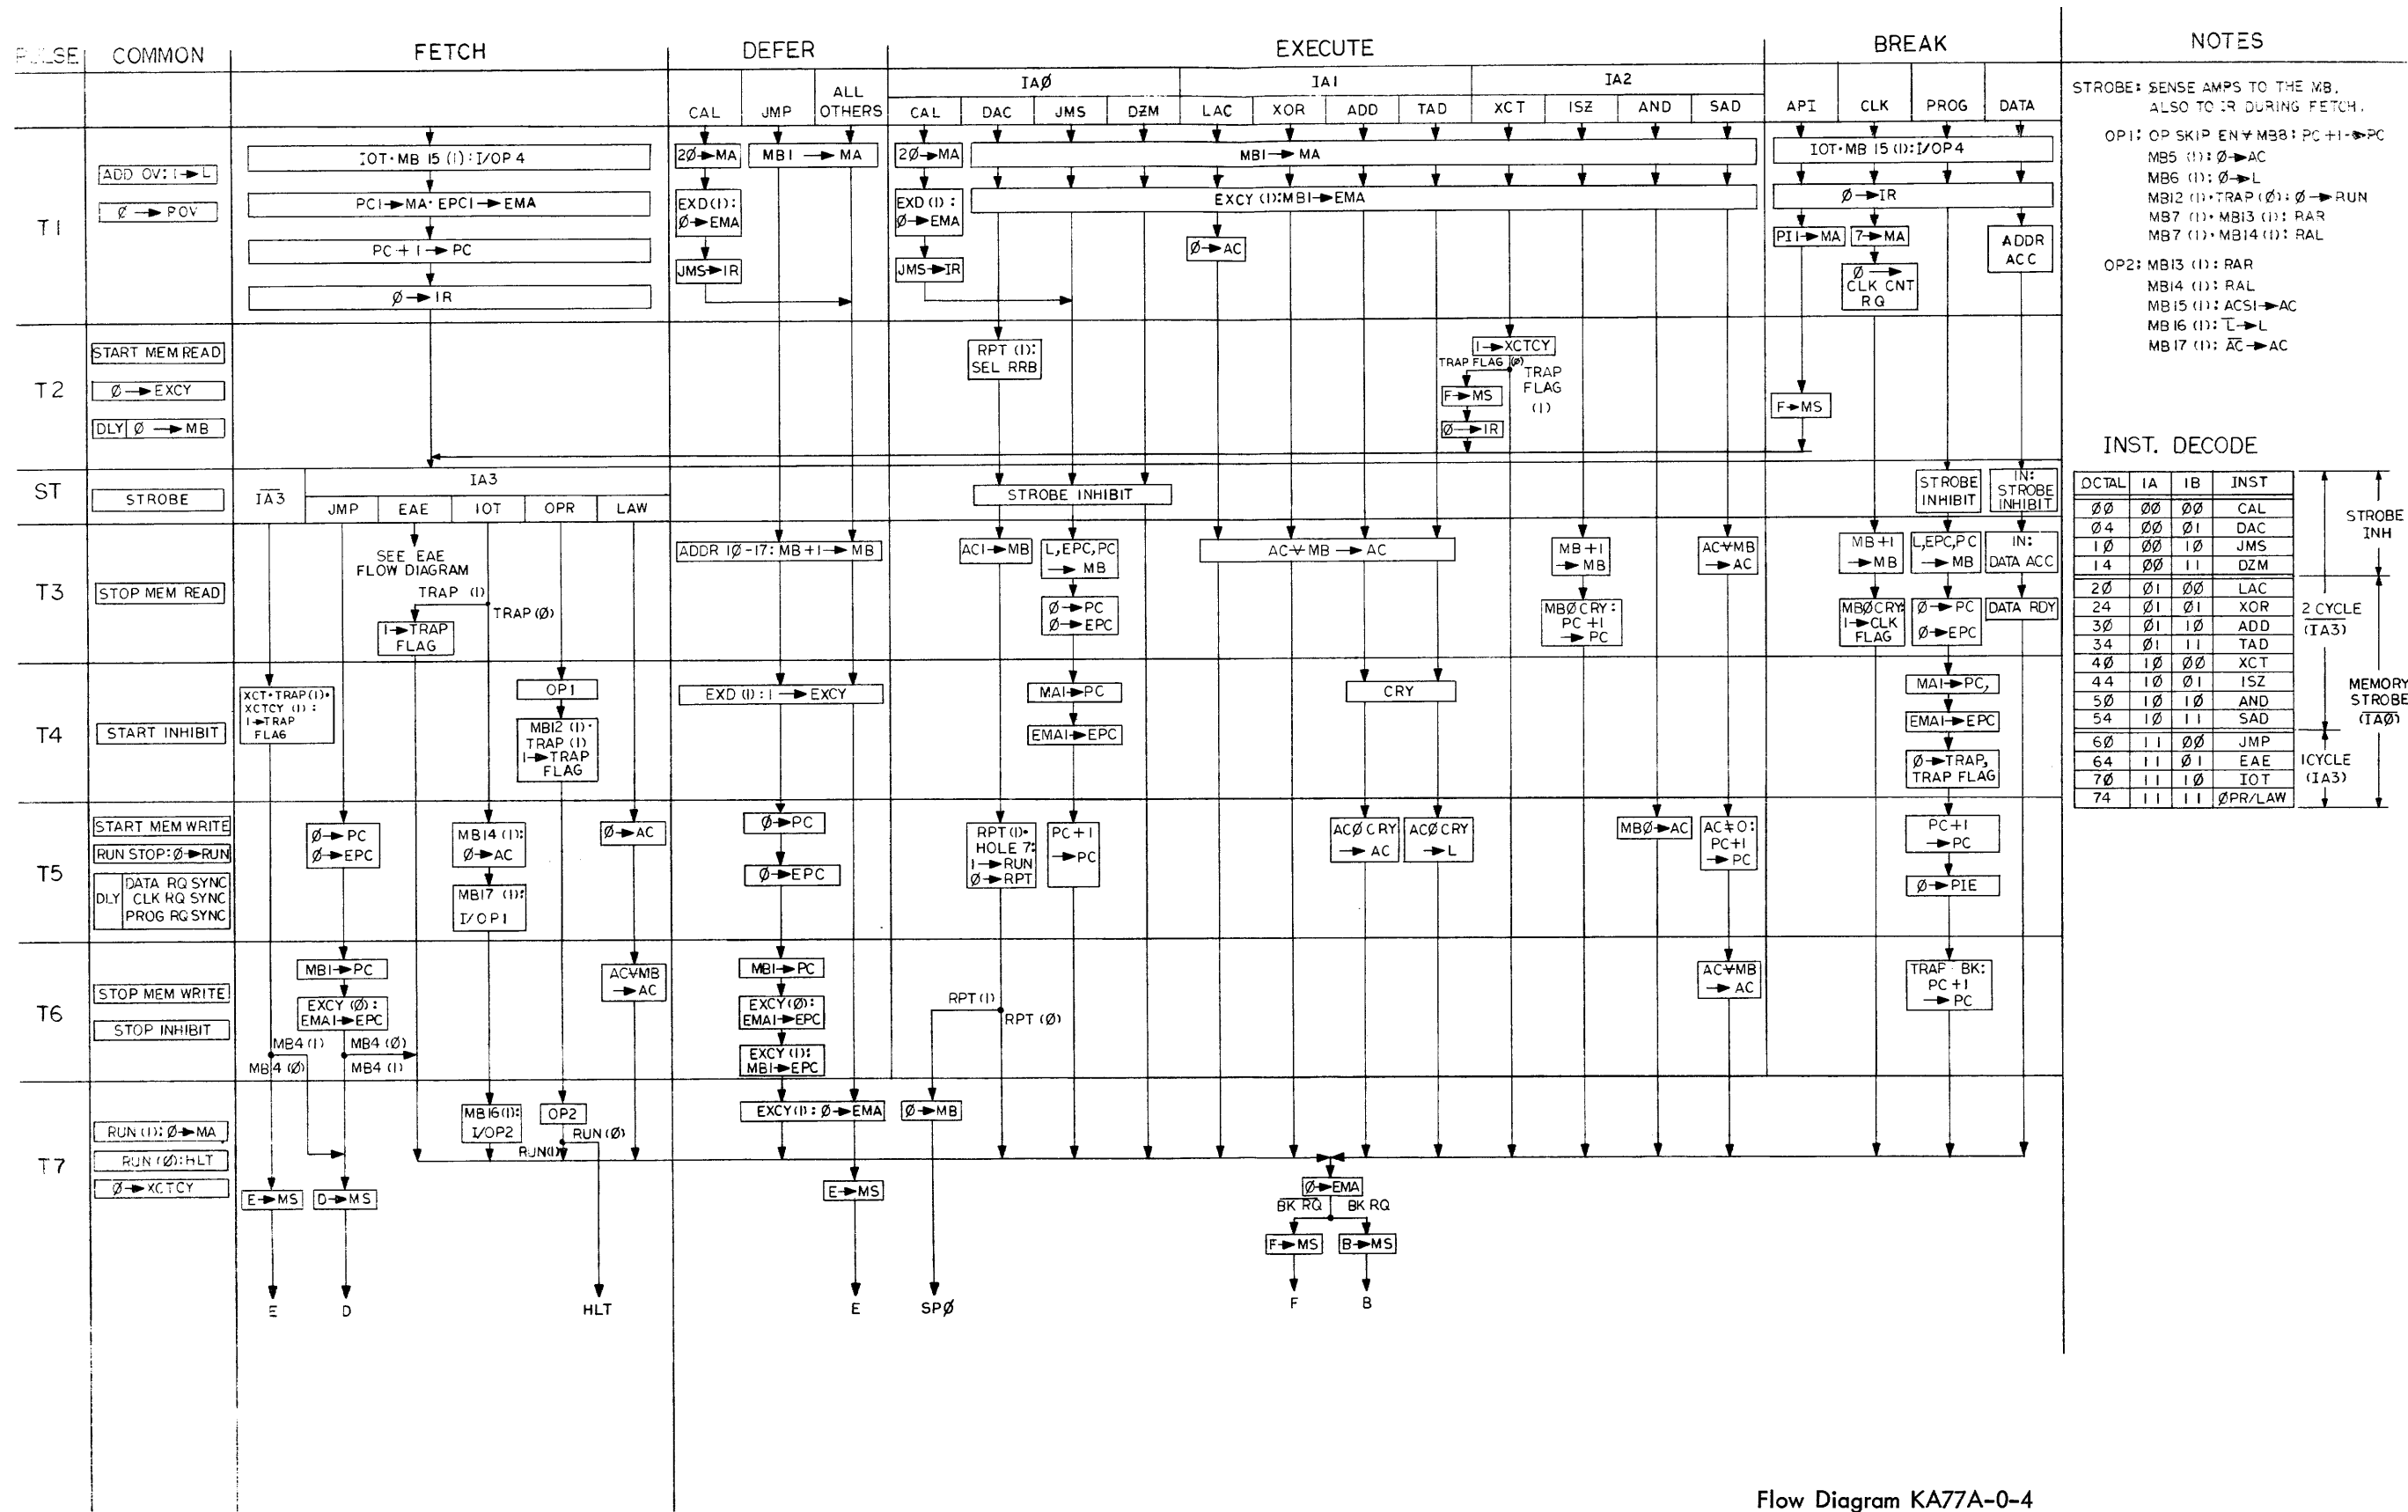 PULSE COMMON FETCH DEFER EXECUTE BREAK NOTES
IAØ IA1 IA2
CAL JMP ALL OTHERS CAL DAC JMS DZM LAC XOR ADD TAD XCT ISZ AND SAD API CLK PROG DATA
T1
ADD OV: 1→L
Ø → POV
IOT·MB 15 (1): I/OP 4
PC1→MA· EPC1→EMA
PC + 1 → PC
Ø → IR
2Ø→MA
EXD(1):
Ø→EMA
JMS→IR
MB1 → MA
2Ø→MA
EXD(1):
Ø→EMA
JMS→IR
MB1→ MA
EXCY (1):MB1→EMA
Ø→AC
IOT·MB 15 (1): I/OP4
Ø→IR
PI1→MA
7→MA
Ø →
CLK CNT
RQ
ADDR
ACC
T2
START MEM READ
Ø → EXCY
DLY Ø → MB
RPT (1):
SEL RRB
1→XCTCY
TRAP FLAG (Ø)
TRAP
FLAG
(1)
F→MS
Ø→IR
F→MS
ST
STROBE
I̅A̅3̅
IA3
JMP EAE IOT OPR LAW
STROBE INHIBIT
STROBE
INHIBIT
IN:
STROBE
INHIBIT
T3
STOP MEM READ
SEE EAE
FLOW DIAGRAM
TRAP (1)
TRAP(Ø)
1→TRAP
FLAG
ADDR 1Ø-17: MB+1→ MB
AC1→MB
L,EPC,PC
→ MB
Ø→PC
Ø→EPC
AC⊻MB → AC
MB+1
→ MB
MBØCRY:
PC +1
→ PC
AC⊻MB
→ AC
MB+1
→ MB
MBØCRY:
1→CLK
FLAG
L,EPC,PC
→ MB
Ø→PC
Ø→EPC
IN:
DATA ACC
DATA RDY
T4
START INHIBIT
XCT·TRAP(1)·
XCTCY (1):
1→TRAP
FLAG
OP1
MB12 (1)·
TRAP (1)
1→TRAP
FLAG
EXD (1): 1 → EXCY
MA1→PC
EMA1→EPC
CRY
MA1→PC,
EMA1→EPC
Ø→TRAP,
TRAP FLAG
T5
START MEM WRITE
RUN STOP:Ø→RUN
DLY
DATA RQ SYNC
CLK RQ SYNC
PROG RQ SYNC
Ø→PC
Ø→EPC
MB14 (1):
Ø→AC
MB17 (1):
I/OP1
Ø→AC
Ø→PC
Ø→EPC
RPT(1)·
HOLE 7:
1→RUN
Ø→RPT
PC+1
→PC
ACØCRY
→ AC
ACØCRY
→ L
MBØ→AC
AC≠0:
PC+1
→ PC
PC+1
→ PC
Ø→PIE
T6
STOP MEM WRITE
STOP INHIBIT
MB1→PC
EXCY (Ø):
EMA1→EPC
AC⊻MB
→AC
MB4 (1)
MB4 (Ø)
MB4 (Ø)
MB4 (1)
MB1→PC
EXCY(Ø):
EMA1→EPC
EXCY (1):
MB1→EPC
RPT(1)
RPT (Ø)
AC⊻MB
→ AC
TRAP · BK:
PC +1
→ PC
T7
RUN (1): Ø→MA
RUN (Ø):HLT
Ø→XCTCY
MB16(1):
I/OP2
OP2
RUN(Ø)
RUN(1)
EXCY(1): Ø→EMA
Ø→MB
E→MS
D→MS
E→MS
Ø→EMA
B̅K̅ R̅Q̅
BK RQ
F→MS
B→MS
E D HLT E SPØ F B
STROBE: SENSE AMPS TO THE MB.
ALSO TO IR DURING FETCH.
OP1: OP SKIP EN ⊻ MB8: PC +1→PC
MB5 (1): Ø→AC
MB6 (1): Ø→L
MB12 (1)·TRAP (Ø): Ø→RUN
MB7 (1)· MB13 (1): RAR
MB7 (1)· MB14 (1): RAL
OP2: MB13 (1): RAR
MB14 (1): RAL
MB15 (1): ACS1→AC
MB16 (1): L̅→L
MB17 (1): A̅C̅→AC
INST. DECODE
OCTAL IA IB INST
ØØ ØØ ØØ CAL
Ø4 ØØ Ø1 DAC
1Ø ØØ 1Ø JMS
14 ØØ 11 DZM
2Ø Ø1 ØØ LAC
24 Ø1 Ø1 XOR
3Ø Ø1 1Ø ADD
34 Ø1 11 TAD
4Ø 1Ø ØØ XCT
44 1Ø Ø1 ISZ
5Ø 1Ø 1Ø AND
54 1Ø 11 SAD
6Ø 11 ØØ JMP
64 11 Ø1 EAE
7Ø 11 1Ø IOT
74 11 11 ØPR/LAW
STROBE
INH
2 CYCLE
(I̅A̅3̅)
MEMORY
STROBE
(I̅A̅Ø̅)
1CYCLE
(IA3)
Flow Diagram KA77A-0-4